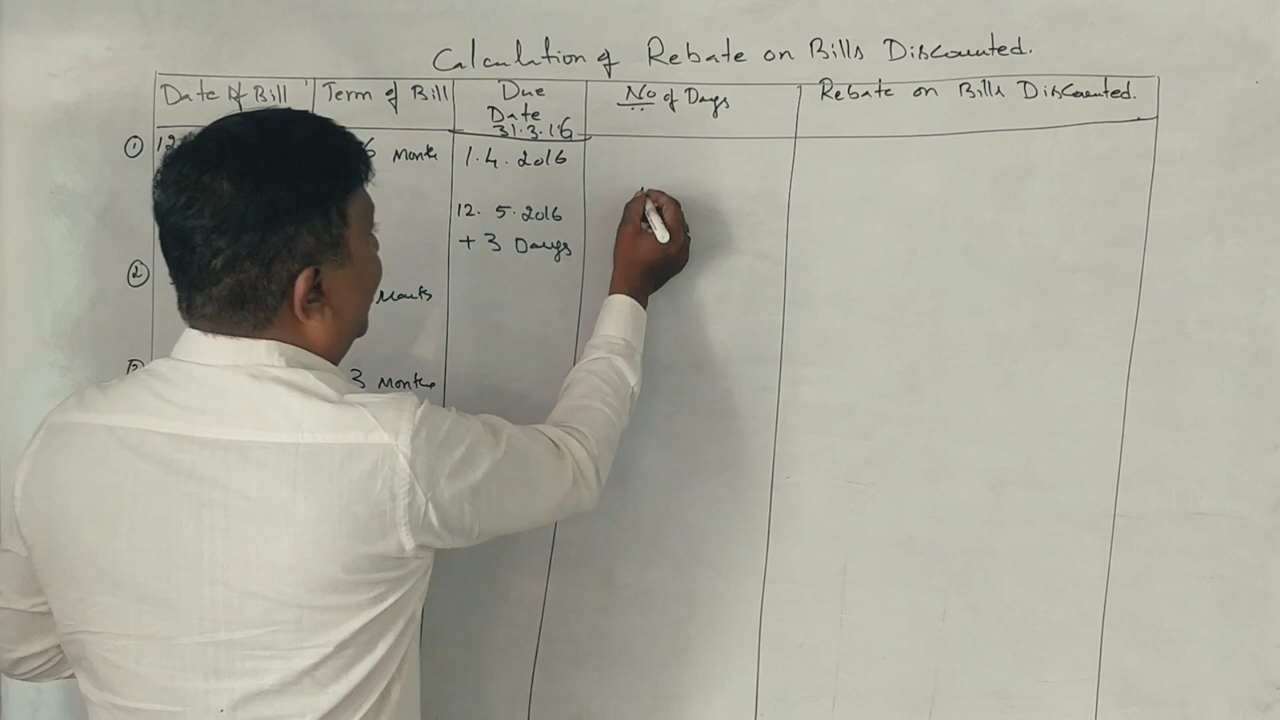 Calculation of Rebate on Bills Discounted.
Date of Bill
Term of Bill
Due
Date
31.3.16
No of Days
Rebate on Bills Discounted.
① 12
6 Month
1.4.2016
12.5.2016
+3 Days
②
Months
3 Months